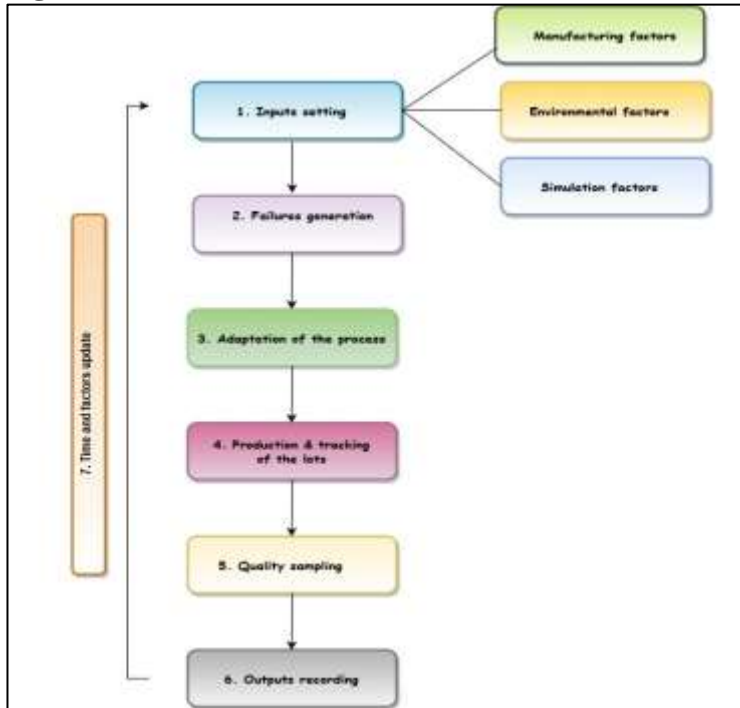 Manufacturing factors
1. Inputs setting
Environmental factors
Simulation factors
2. Failures generation
3. Adaptation of the process
4. Production & tracking
of the lots
5. Quality sampling
6. Outputs recording
7. Time and factors update